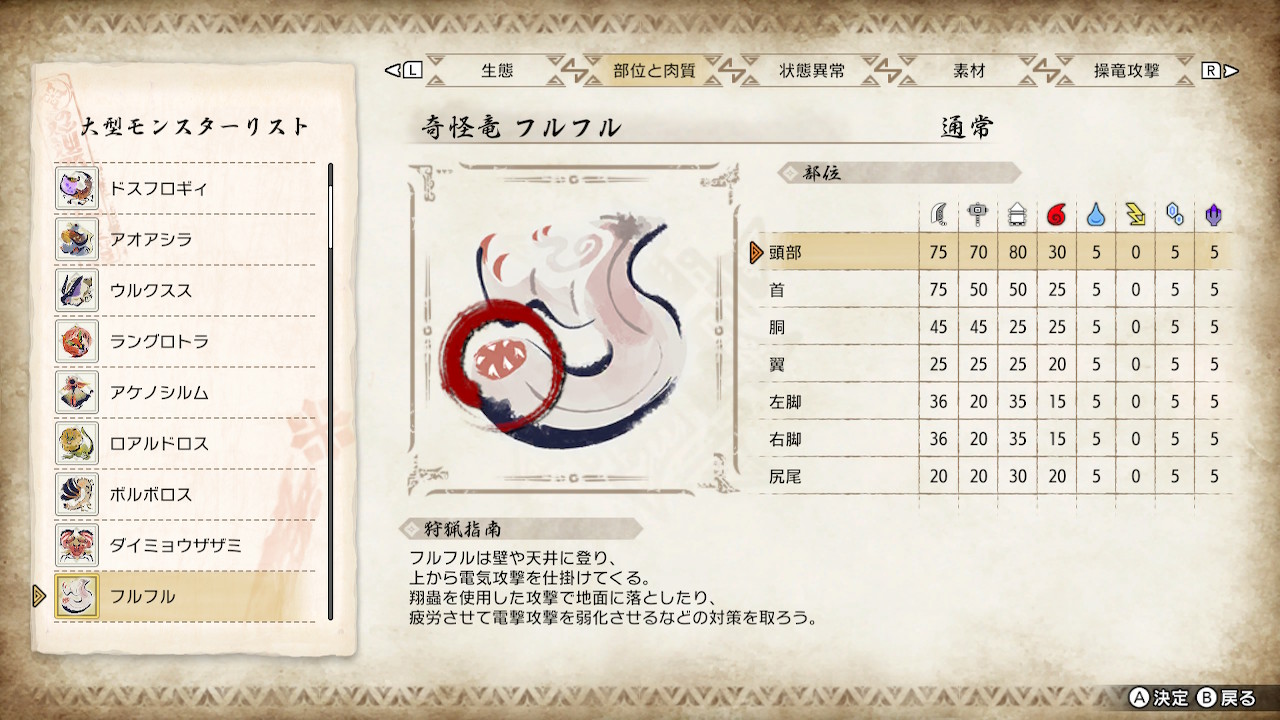 L 生態 部位と肉質 状態異常 素材 操竜攻撃 R
大型モンスターリスト
ドスフロギィ
アオアシラ
ウルクスス
ラングロトラ
アケノシルム
ロアルドロス
ボルボロス
ダイミョウザザミ
フルフル
奇怪竜 フルフル 通常
部位
頭部 75 70 80 30 5 0 5 5
首 75 50 50 25 5 0 5 5
胴 45 45 25 25 5 0 5 5
翼 25 25 25 20 5 0 5 5
左脚 36 20 35 15 5 0 5 5
右脚 36 20 35 15 5 0 5 5
尻尾 20 20 30 20 5 0 5 5
狩猟指南
フルフルは壁や天井に登り、
上から電気攻撃を仕掛けてくる。
翔蟲を使用した攻撃で地面に落としたり、
疲労させて電撃攻撃を弱化させるなどの対策を取ろう。
A 決定 B 戻る